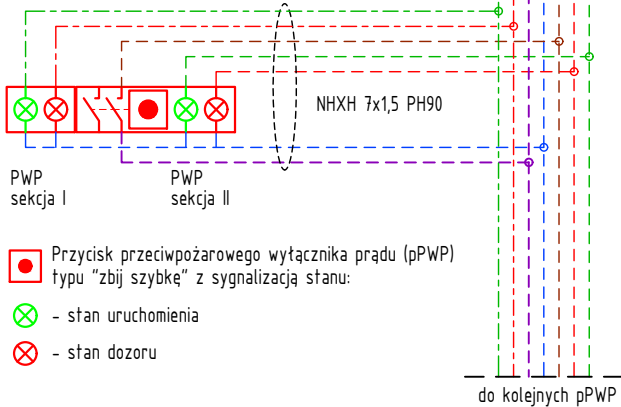 NHXH 7x1,5 PH90
PWP
sekcja I
PWP
sekcja II
Przycisk przeciwpożarowego wyłącznika prądu (pPWP)
typu "zbij szybkę" z sygnalizacją stanu:
- stan uruchomienia
- stan dozoru
do kolejnych pPWP